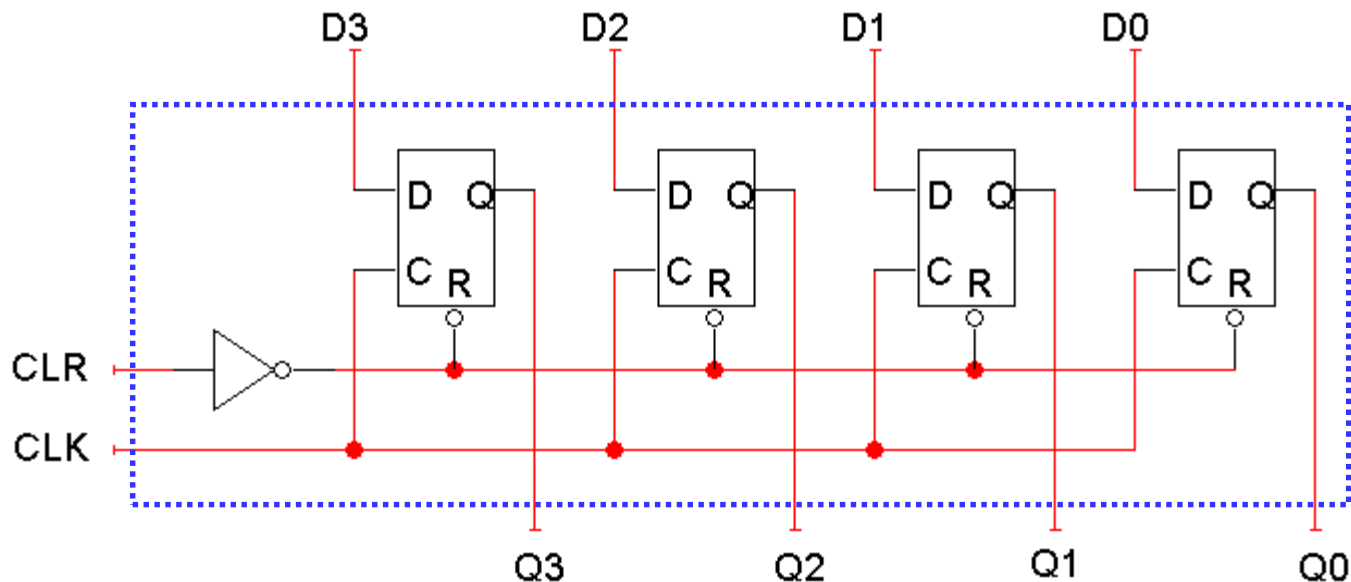 D3 D2 D1 D0
D Q D Q D Q D Q
C R C R C R C R
CLR
CLK
Q3 Q2 Q1 Q0